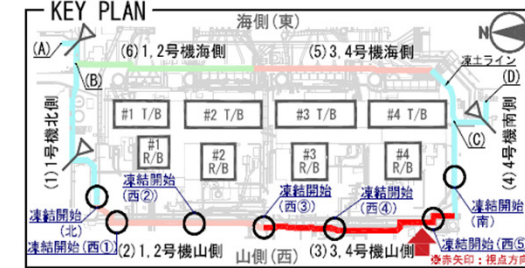 KEY PLAN
海側(東)
N
(A)
(6)1,2号機海側
(5)3,4号機海側
凍土ライン
(B)
(D)
#1 T/B
#2 T/B
#3 T/B
#4 T/B
(C)
(1)1号機北側
#1
R/B
#2
R/B
#3
R/B
#4
R/B
(4)4号機南側
凍結開始
(西②)
凍結開始
(西③)
凍結開始
(西④)
凍結開始
(南)
凍結開始
(北)
凍結開始(西①)
(2)1,2号機山側
山側(西)
(3)3,4号機山側
凍結開始(西⑤)
※赤矢印：視点方向